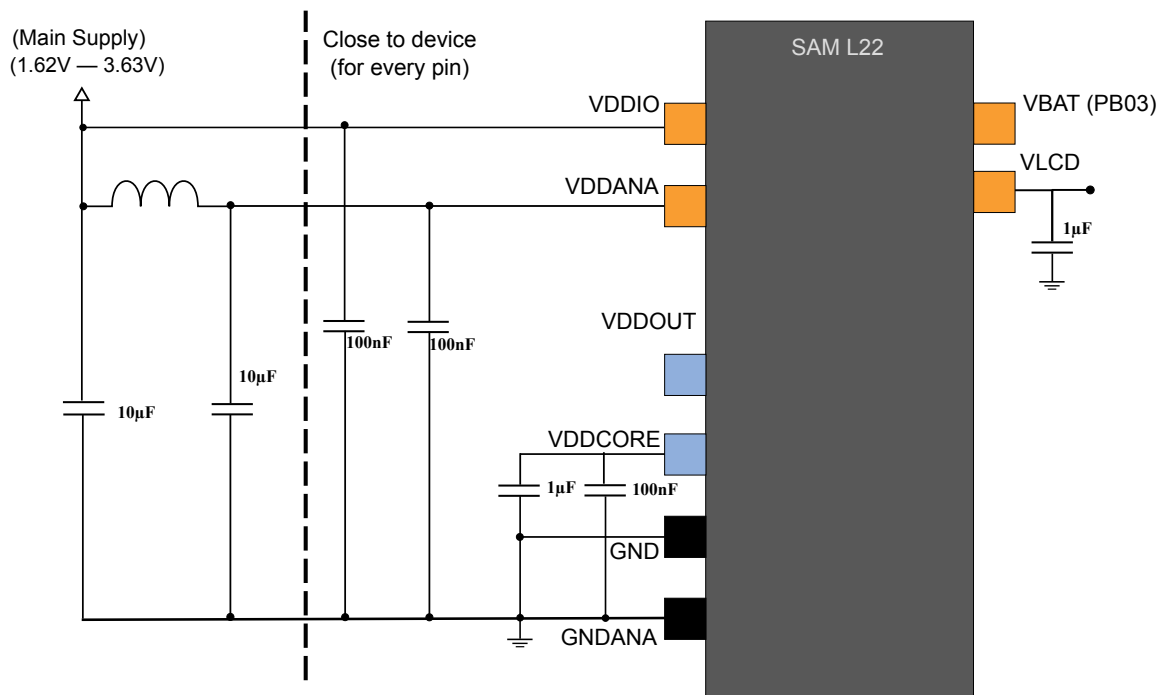 (Main Supply)
(1.62V — 3.63V)
Close to device
(for every pin)
SAM L22
VDDIO
VBAT (PB03)
VDDANA
VLCD
1µF
VDDOUT
100nF
100nF
10µF
10µF
VDDCORE
1µF
100nF
GND
GNDANA